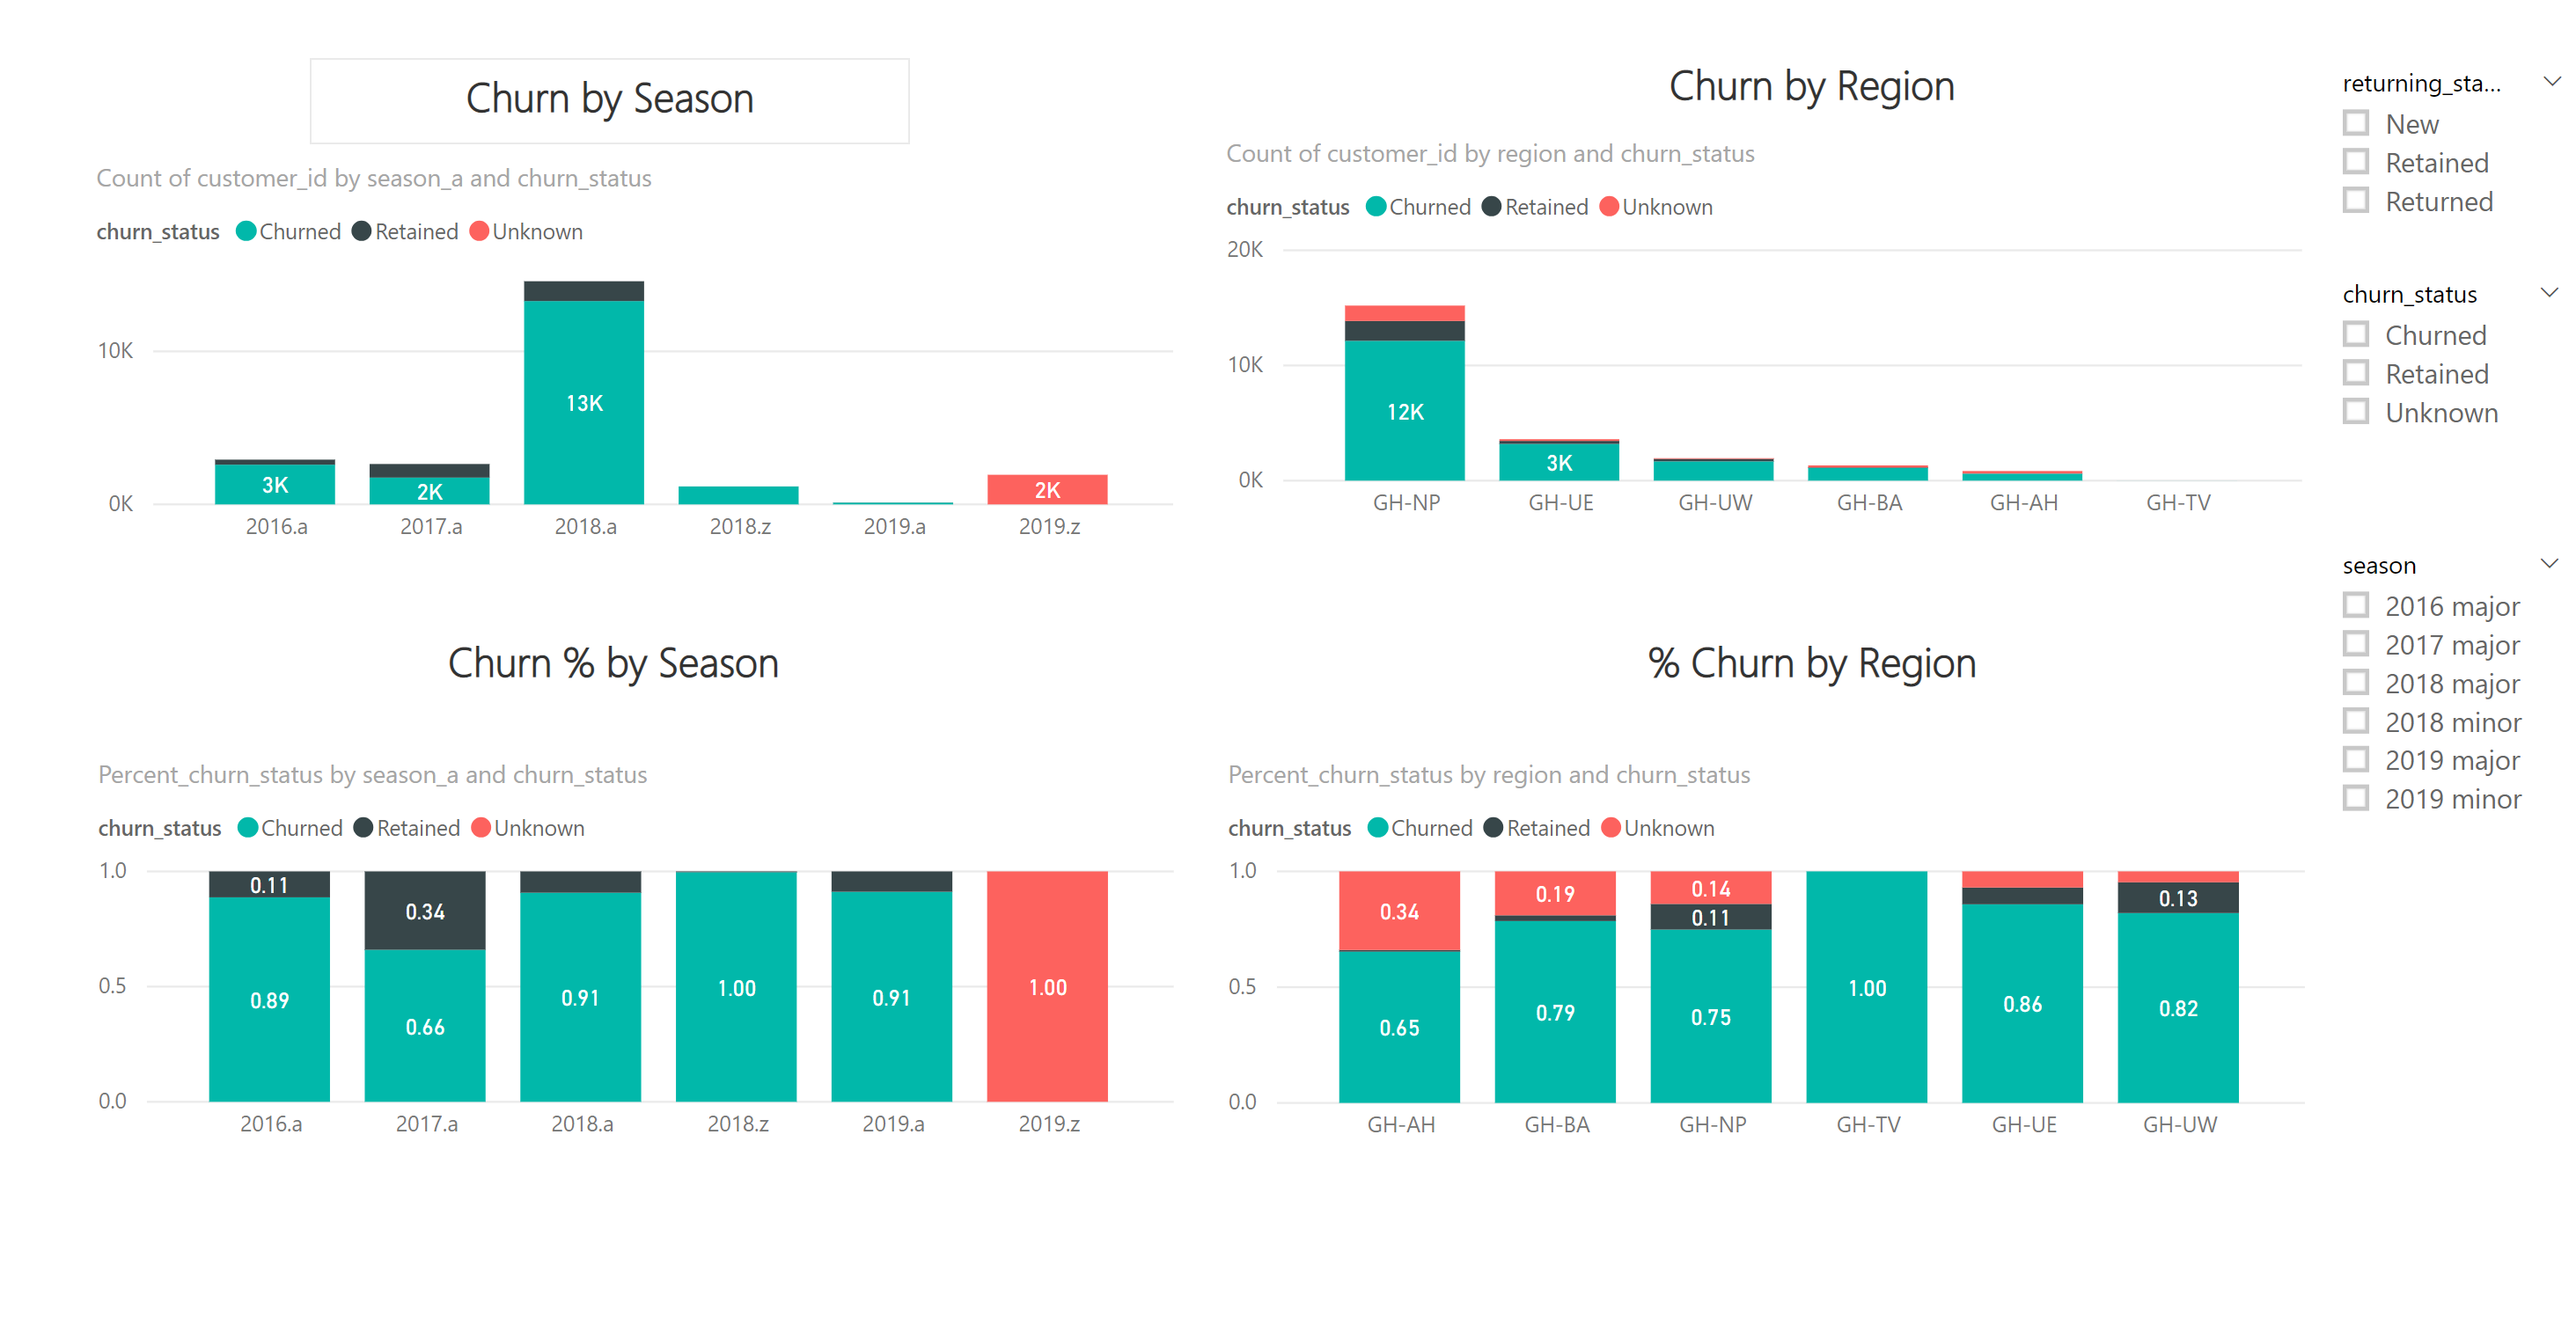 Churn by Season
Count of customer_id by season_a and churn_status
churn_status Churned Retained Unknown
10K
0K
13K
3K
2K
2K
2016.a 2017.a 2018.a 2018.z 2019.a 2019.z
Churn by Region
Count of customer_id by region and churn_status
churn_status Churned Retained Unknown
20K
10K
0K
12K
3K
GH-NP GH-UE GH-UW GH-BA GH-AH GH-TV
Churn % by Season
Percent_churn_status by season_a and churn_status
churn_status Churned Retained Unknown
1.0
0.5
0.0
0.11
0.34
0.89
0.66
0.91
1.00
0.91
1.00
2016.a 2017.a 2018.a 2018.z 2019.a 2019.z
% Churn by Region
Percent_churn_status by region and churn_status
churn_status Churned Retained Unknown
1.0
0.5
0.0
0.34
0.65
0.19
0.79
0.14
0.11
0.75
1.00
0.86
0.13
0.82
GH-AH GH-BA GH-NP GH-TV GH-UE GH-UW
returning_sta...
New
Retained
Returned
churn_status
Churned
Retained
Unknown
season
2016 major
2017 major
2018 major
2018 minor
2019 major
2019 minor